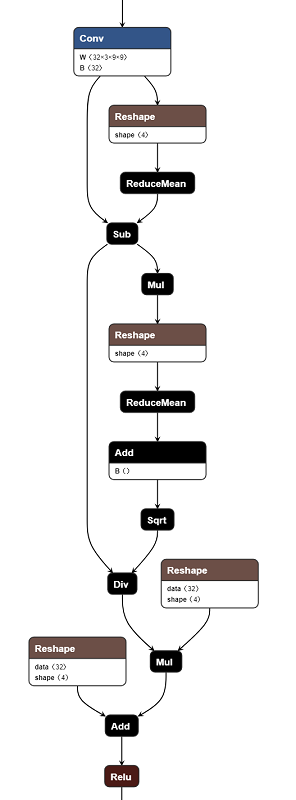 Conv
W ⟨32×3×9×9⟩
B ⟨32⟩
Reshape
shape ⟨4⟩
ReduceMean
Sub
Mul
Reshape
shape ⟨4⟩
ReduceMean
Add
B ⟨⟩
Sqrt
Div
Reshape
data ⟨32⟩
shape ⟨4⟩
Reshape
data ⟨32⟩
shape ⟨4⟩
Mul
Add
Relu